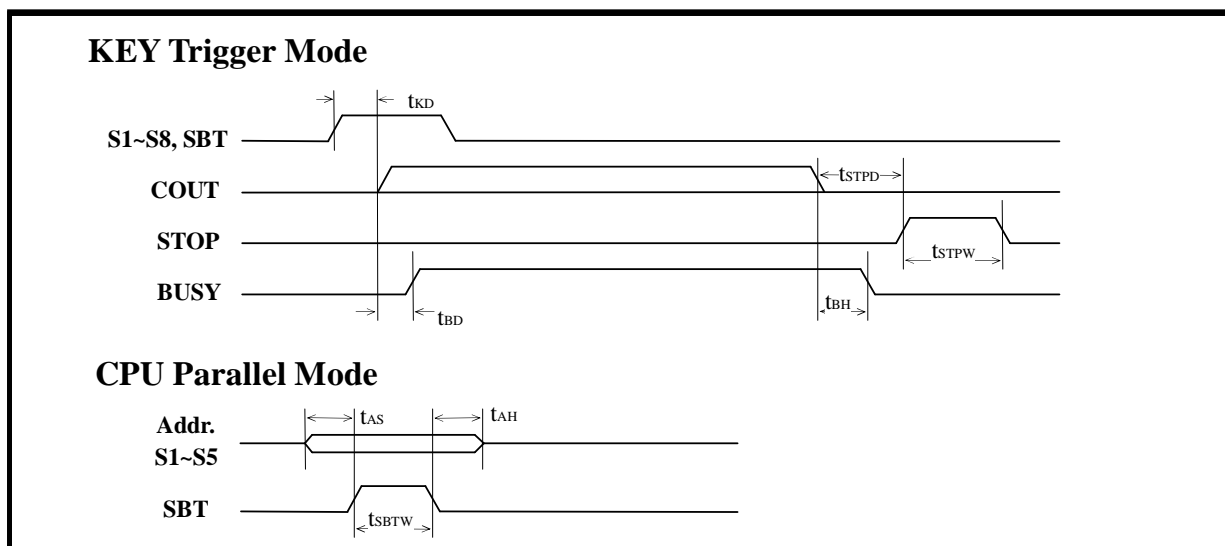 KEY Trigger Mode
tKD
S1~S8, SBT
COUT
tSTPD
STOP
tSTPW
BUSY
tBD
tBH
CPU Parallel Mode
Addr.
S1~S5
tAS
tAH
SBT
tSBTW